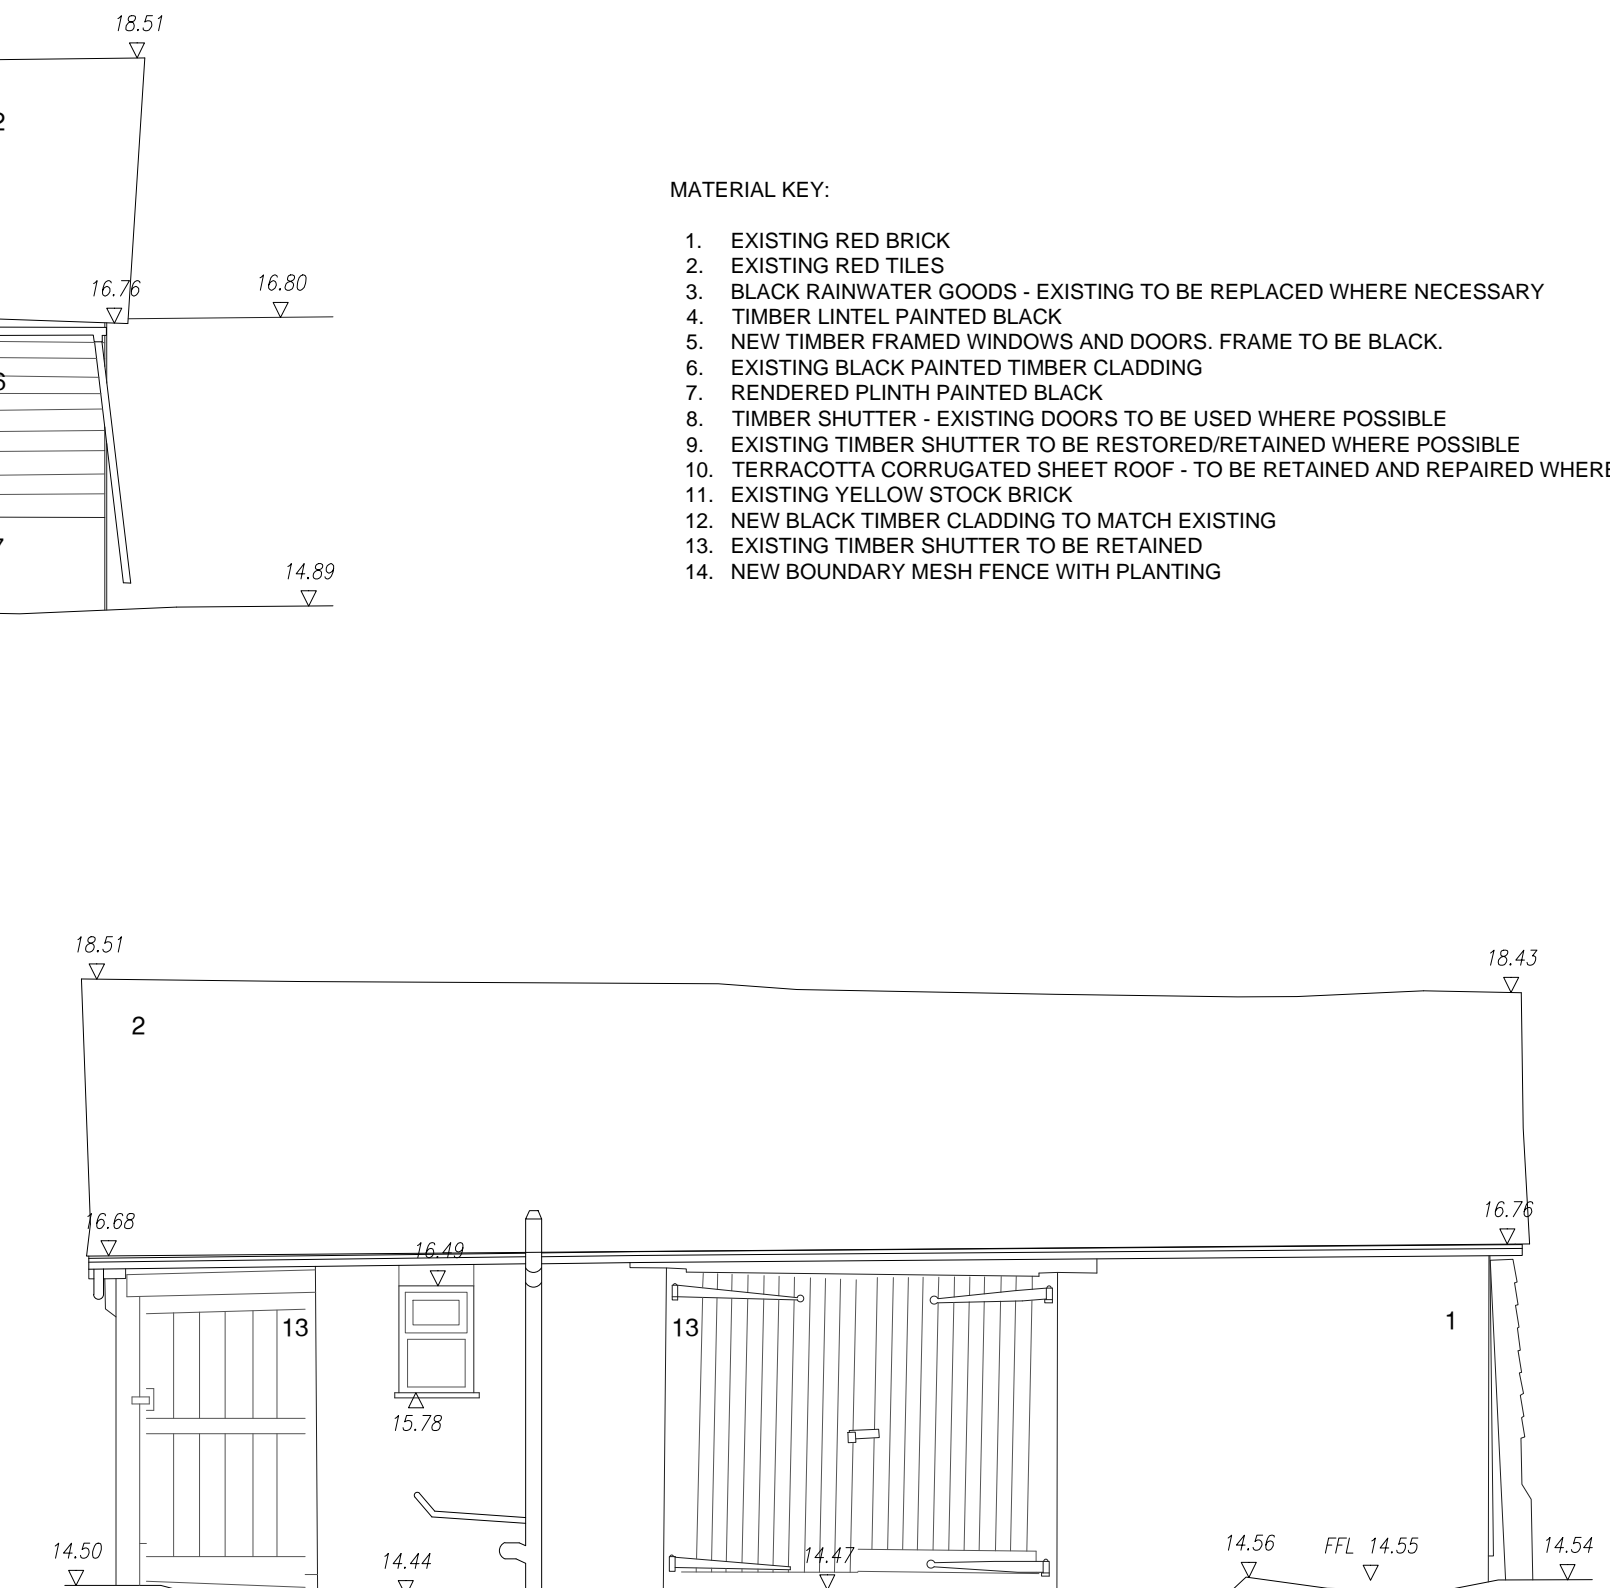 18.51
2
16.76
16.80
6
7
14.89
MATERIAL KEY:
1. EXISTING RED BRICK
2. EXISTING RED TILES
3. BLACK RAINWATER GOODS - EXISTING TO BE REPLACED WHERE NECESSARY
4. TIMBER LINTEL PAINTED BLACK
5. NEW TIMBER FRAMED WINDOWS AND DOORS. FRAME TO BE BLACK.
6. EXISTING BLACK PAINTED TIMBER CLADDING
7. RENDERED PLINTH PAINTED BLACK
8. TIMBER SHUTTER - EXISTING DOORS TO BE USED WHERE POSSIBLE
9. EXISTING TIMBER SHUTTER TO BE RESTORED/RETAINED WHERE POSSIBLE
10. TERRACOTTA CORRUGATED SHEET ROOF - TO BE RETAINED AND REPAIRED WHERE
11. EXISTING YELLOW STOCK BRICK
12. NEW BLACK TIMBER CLADDING TO MATCH EXISTING
13. EXISTING TIMBER SHUTTER TO BE RETAINED
14. NEW BOUNDARY MESH FENCE WITH PLANTING
18.51
18.43
2
16.68
16.49
16.76
13
13
1
15.78
14.50
14.44
14.47
14.56
FFL 14.55
14.54